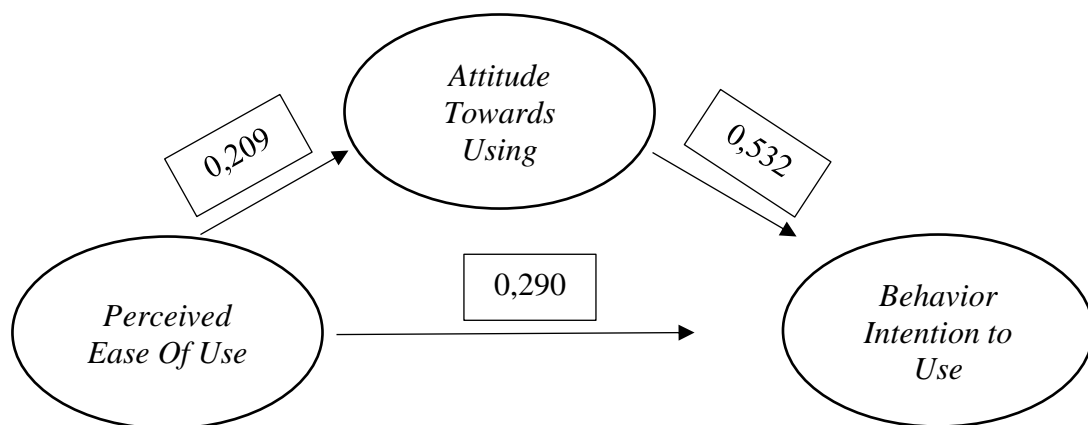 Attitude
Towards
Using
0,209
0,532
0,290
Perceived
Ease Of Use
Behavior
Intention to
Use